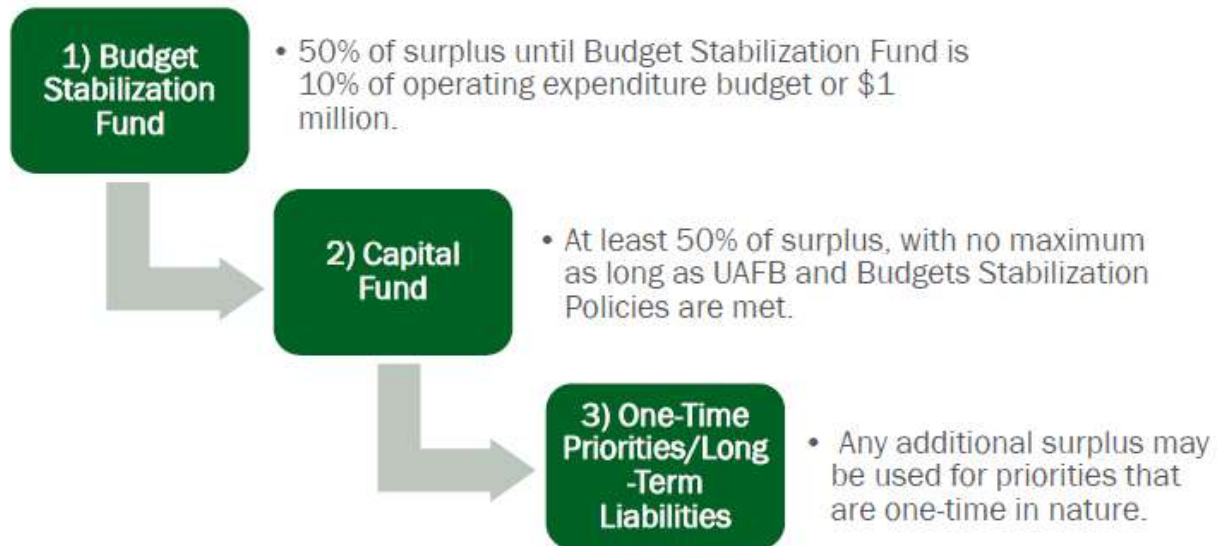 1) Budget
Stabilization
Fund
• 50% of surplus until Budget Stabilization Fund is
10% of operating expenditure budget or $1
million.
2) Capital
Fund
• At least 50% of surplus, with no maximum
as long as UAFB and Budgets Stabilization
Policies are met.
3) One-Time
Priorities/Long
-Term
Liabilities
• Any additional surplus may
be used for priorities that
are one-time in nature.